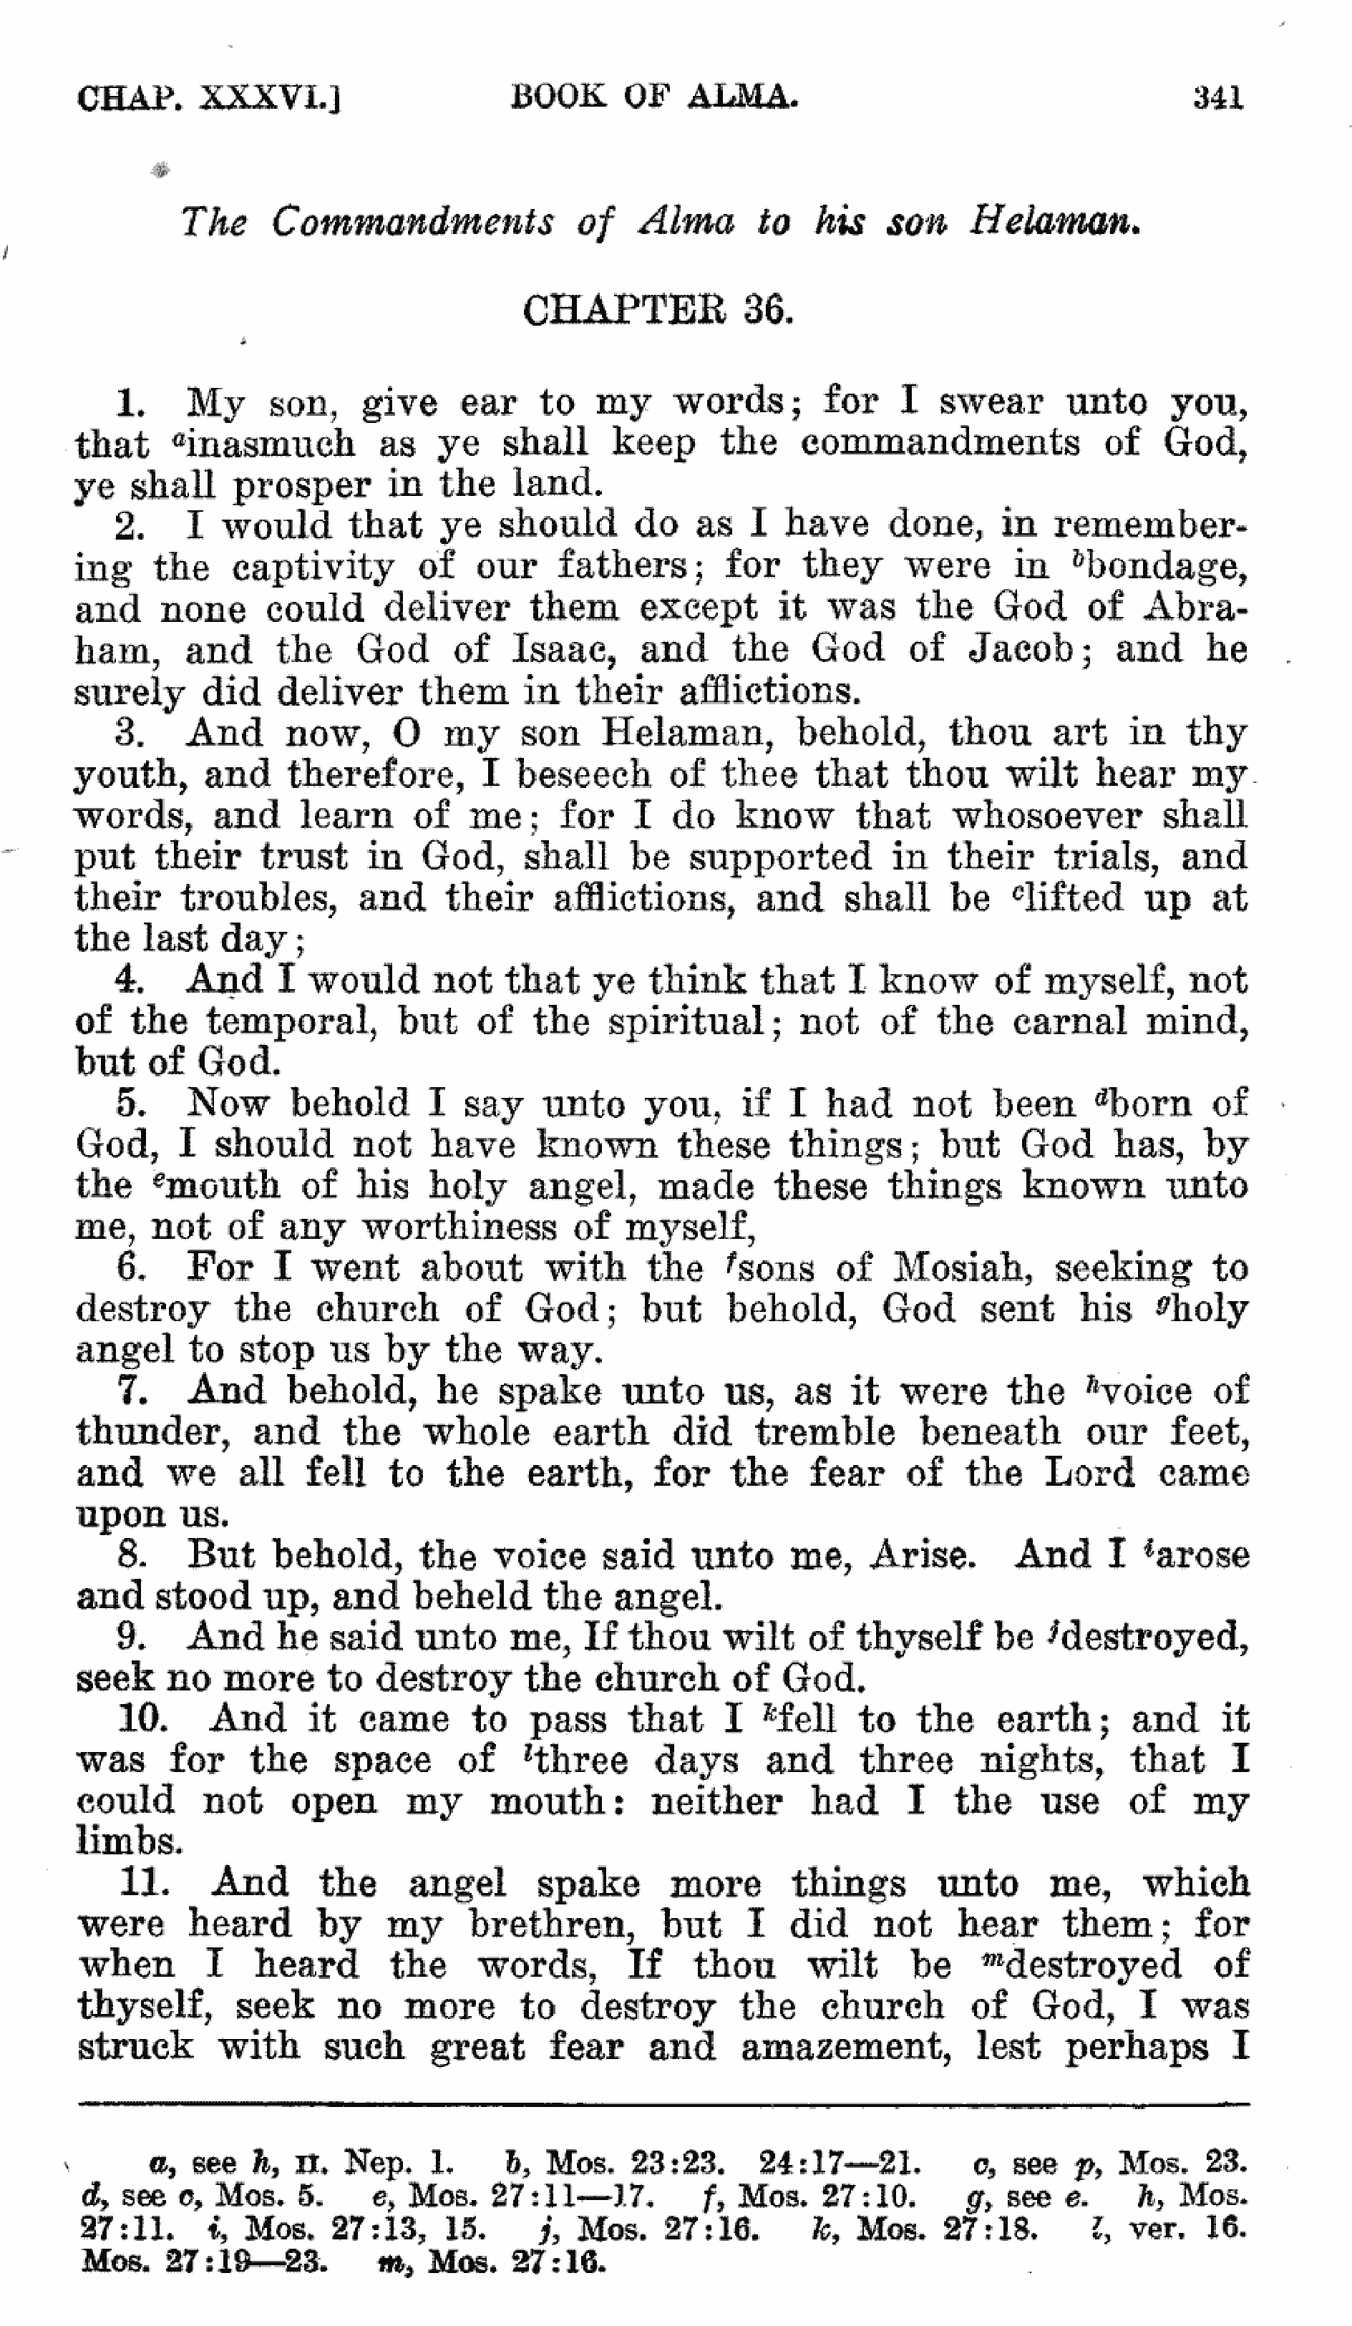 CHAP. XXXVI.] BOOK OF ALMA. 341
The Commandments of Alma to his son Helaman.
CHAPTER 36.
1. My son, give ear to my words; for I swear unto you,
that ᵃinasmuch as ye shall keep the commandments of God,
ye shall prosper in the land.
2. I would that ye should do as I have done, in remember-
ing the captivity of our fathers; for they were in ᵇbondage,
and none could deliver them except it was the God of Abra-
ham, and the God of Isaac, and the God of Jacob; and he
surely did deliver them in their afflictions.
3. And now, O my son Helaman, behold, thou art in thy
youth, and therefore, I beseech of thee that thou wilt hear my
words, and learn of me; for I do know that whosoever shall
put their trust in God, shall be supported in their trials, and
their troubles, and their afflictions, and shall be ᶜlifted up at
the last day;
4. And I would not that ye think that I know of myself, not
of the temporal, but of the spiritual; not of the carnal mind,
but of God.
5. Now behold I say unto you, if I had not been ᵈborn of
God, I should not have known these things; but God has, by
the ᵉmouth of his holy angel, made these things known unto
me, not of any worthiness of myself,
6. For I went about with the ᶠsons of Mosiah, seeking to
destroy the church of God; but behold, God sent his ᵍholy
angel to stop us by the way.
7. And behold, he spake unto us, as it were the ʰvoice of
thunder, and the whole earth did tremble beneath our feet,
and we all fell to the earth, for the fear of the Lord came
upon us.
8. But behold, the voice said unto me, Arise. And I ⁱarose
and stood up, and beheld the angel.
9. And he said unto me, If thou wilt of thyself be ʲdestroyed,
seek no more to destroy the church of God.
10. And it came to pass that I ᵏfell to the earth; and it
was for the space of ˡthree days and three nights, that I
could not open my mouth: neither had I the use of my
limbs.
11. And the angel spake more things unto me, which
were heard by my brethren, but I did not hear them; for
when I heard the words, If thou wilt be ᵐdestroyed of
thyself, seek no more to destroy the church of God, I was
struck with such great fear and amazement, lest perhaps I
a, see h, II. Nep. 1. b, Mos. 23:23. 24:17—21. c, see p, Mos. 23.
d, see c, Mos. 5. e, Mos. 27:11—17. f, Mos. 27:10. g, see e. h, Mos.
27:11. i, Mos. 27:13, 15. j, Mos. 27:16. k, Mos. 27:18. l, ver. 16.
Mos. 27:19—23. m, Mos. 27:16.